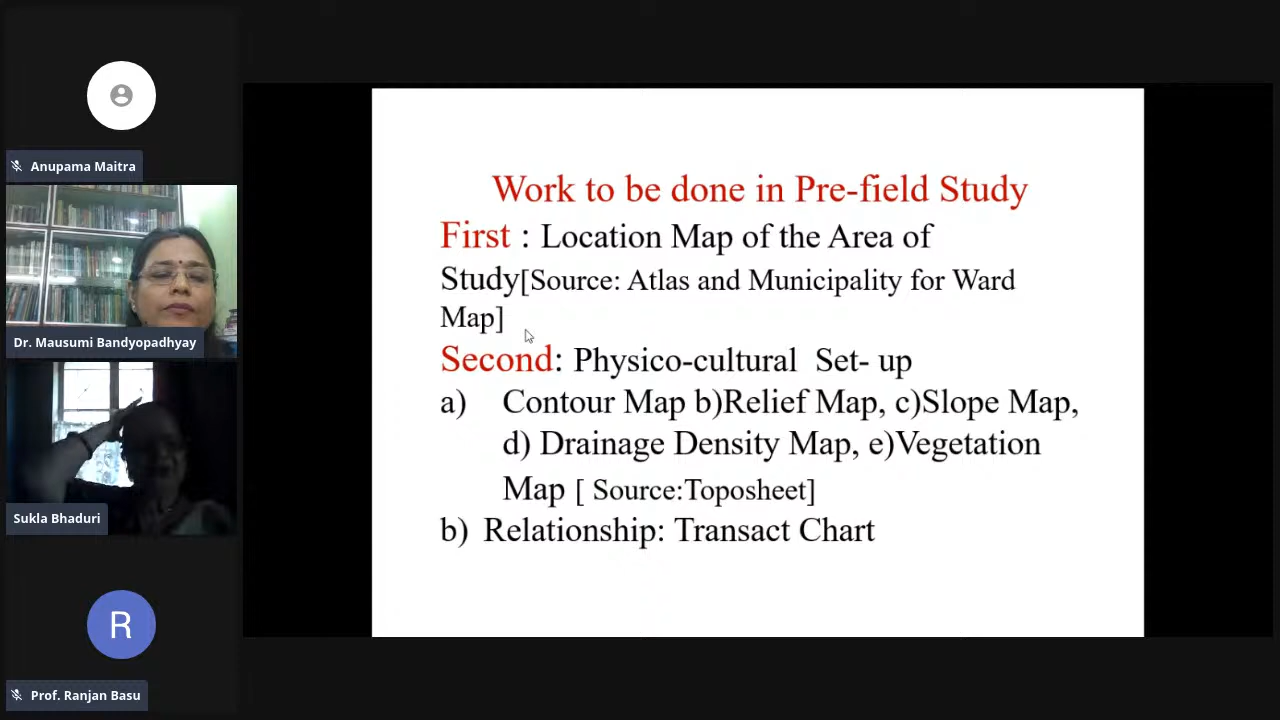 Anupama Maitra
Dr. Mausumi Bandyopadhyay
Sukla Bhaduri
R
Prof. Ranjan Basu
Work to be done in Pre-field Study
First : Location Map of the Area of
Study[Source: Atlas and Municipality for Ward
Map]
Second: Physico-cultural Set- up
a) Contour Map b)Relief Map, c)Slope Map,
d) Drainage Density Map, e)Vegetation
Map [ Source:Toposheet]
b) Relationship: Transact Chart